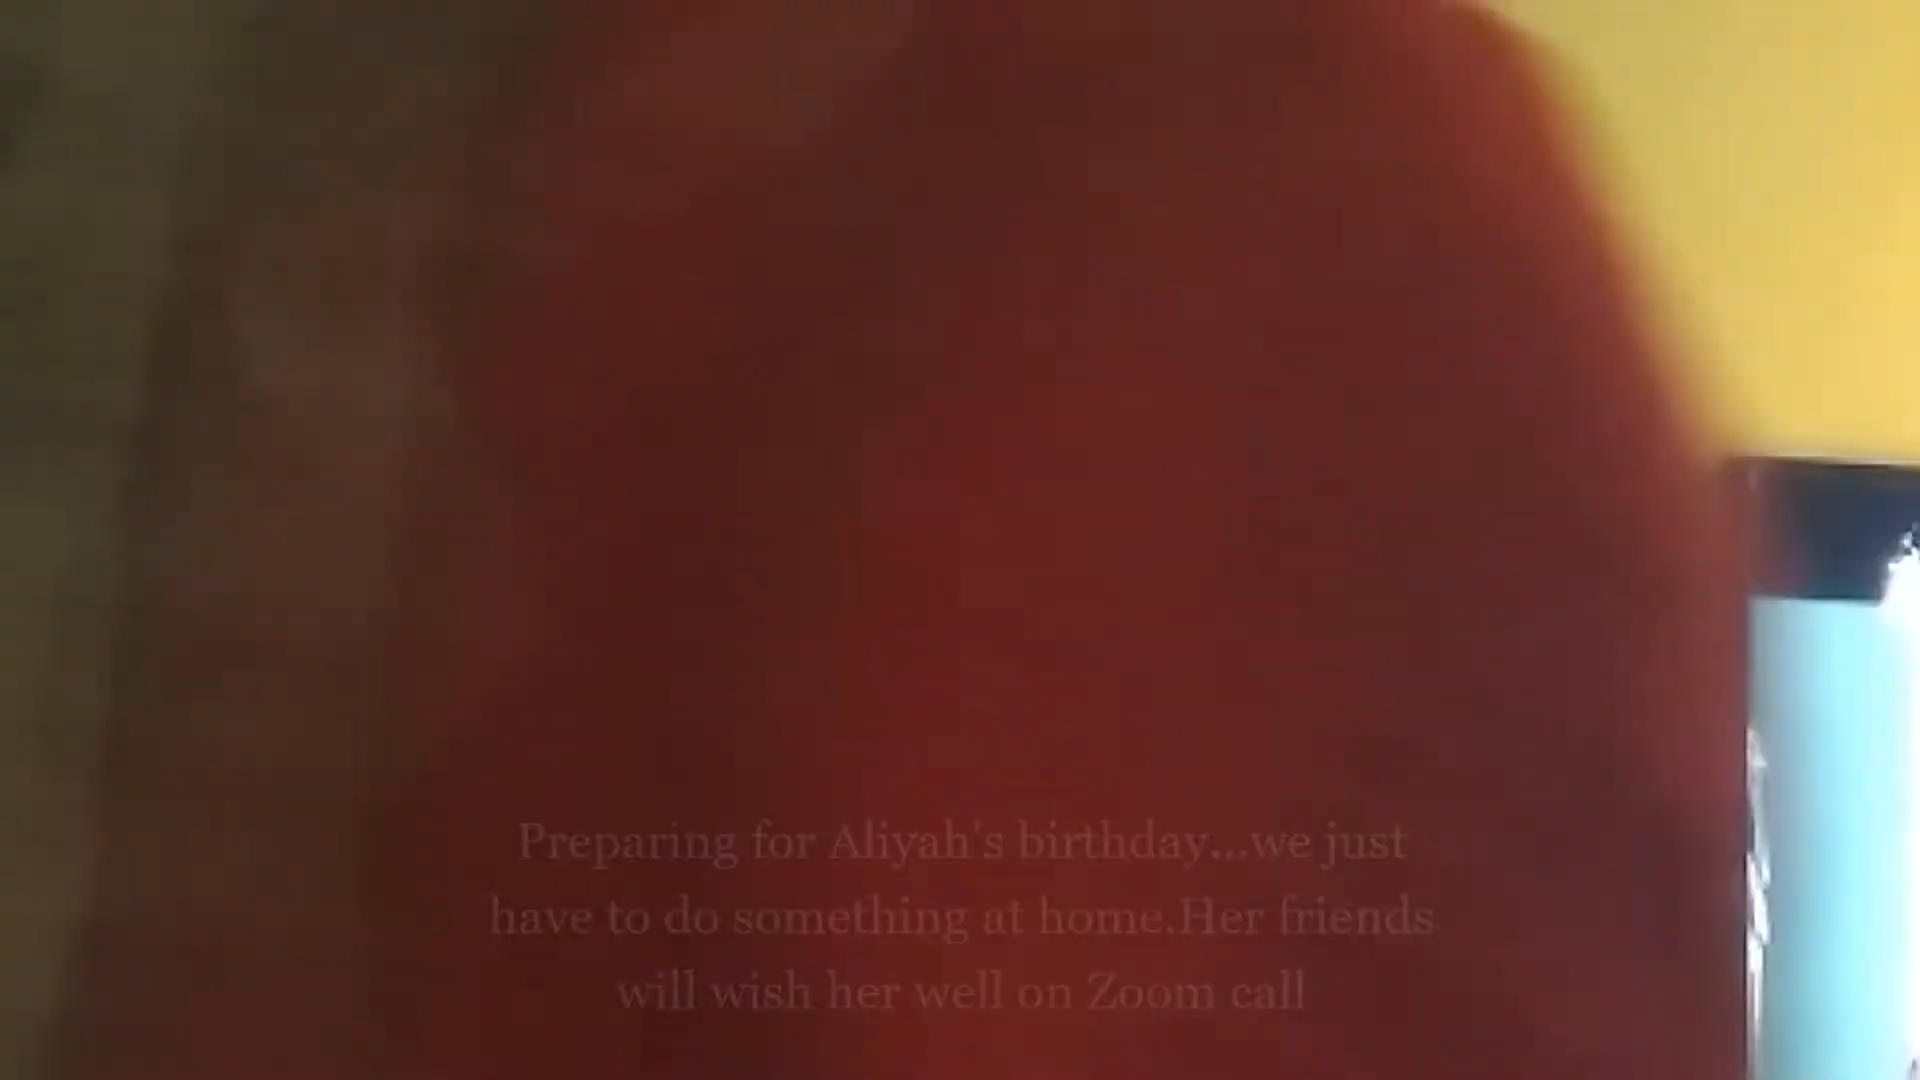 Preparing for Aliyah's birthday...we just
have to do something at home.Her friends
will wish her well on Zoom call